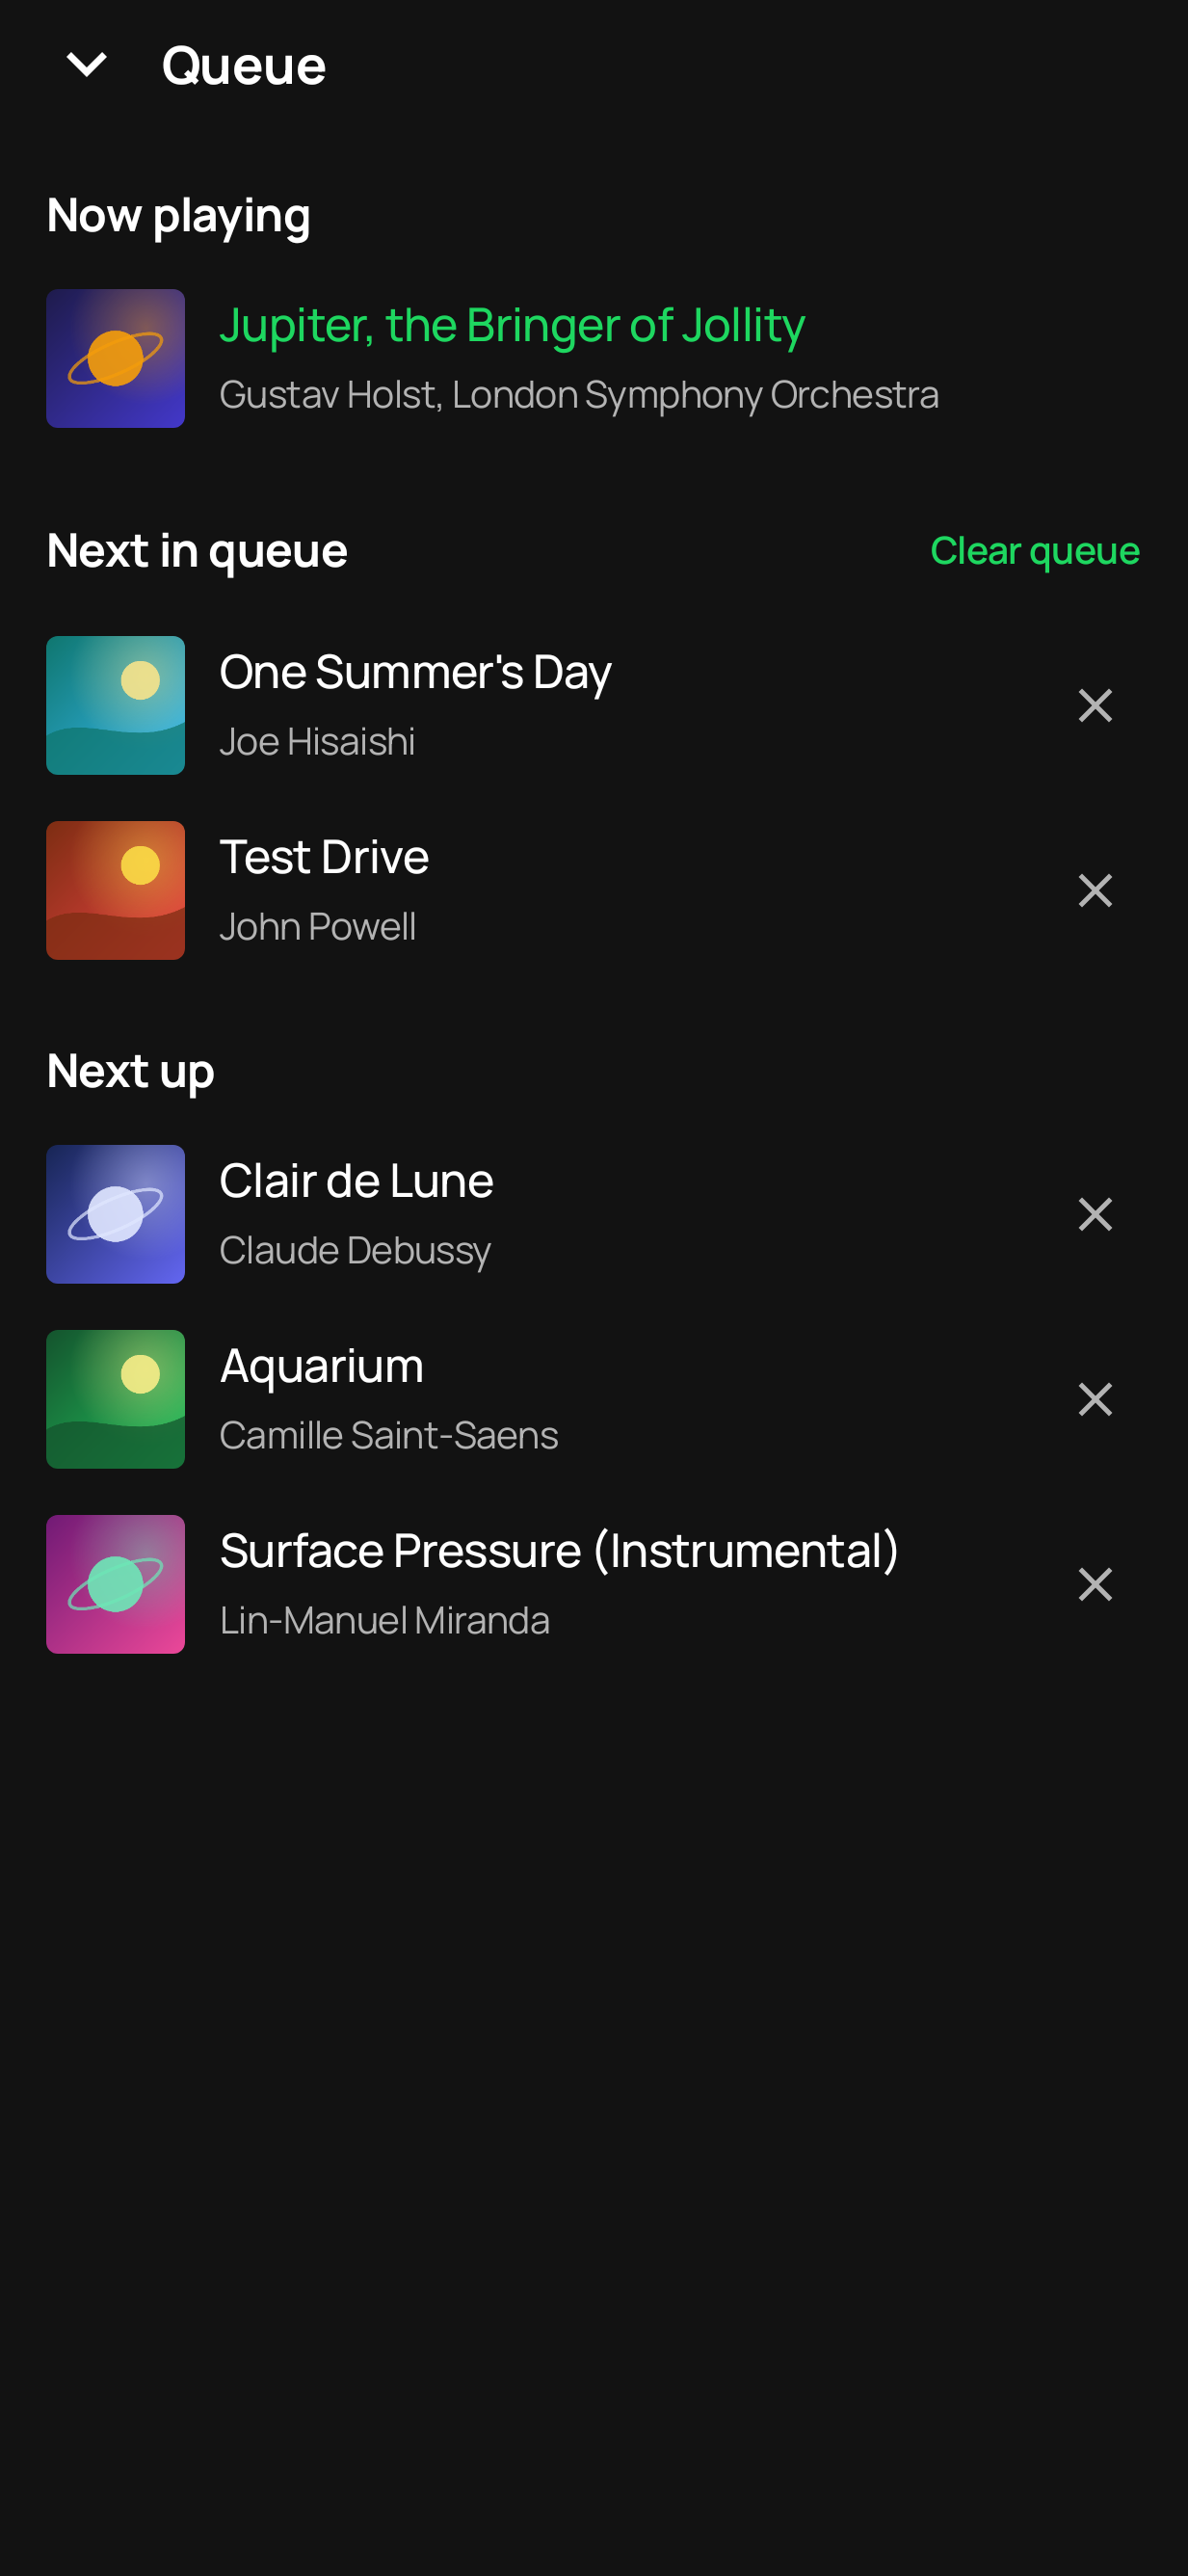 Queue
Now playing
Jupiter, the Bringer of Jollity
Gustav Holst, London Symphony Orchestra
Next in queue
Clear queue
One Summer's Day
Joe Hisaishi
Test Drive
John Powell
Next up
Clair de Lune
Claude Debussy
Aquarium
Camille Saint-Saens
Surface Pressure (Instrumental)
Lin-Manuel Miranda